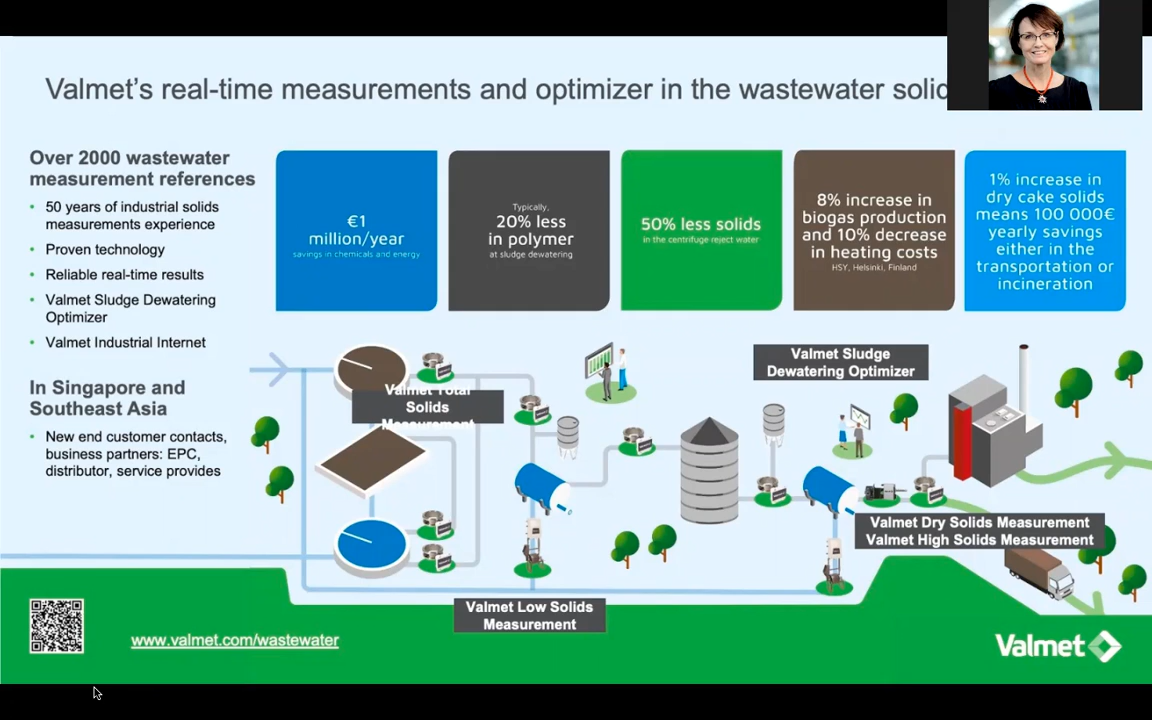 Valmet's real-time measurements and optimizer in the wastewater
Over 2000 wastewater
measurement references
• 50 years of industrial solids
measurements experience
• Proven technology
• Reliable real-time results
• Valmet Sludge Dewatering
Optimizer
• Valmet Industrial Internet
In Singapore and
Southeast Asia
• New end customer contacts,
business partners: EPC,
distributor, service provides
€1
million/year
savings in chemicals and energy
Typically,
20% less
in polymer
at sludge dewatering
50% less solids
in the centrifuge reject water
8% increase in
biogas production
and 10% decrease
in heating costs
HSY, Helsinki, Finland
1% increase in
dry cake solids
means 100 000€
yearly savings
either in the
transportation or
incineration
Valmet Total
Solids
Measurement
Valmet Sludge
Dewatering Optimizer
Valmet Dry Solids Measurement
Valmet High Solids Measurement
Valmet Low Solids
Measurement
www.valmet.com/wastewater
Valmet